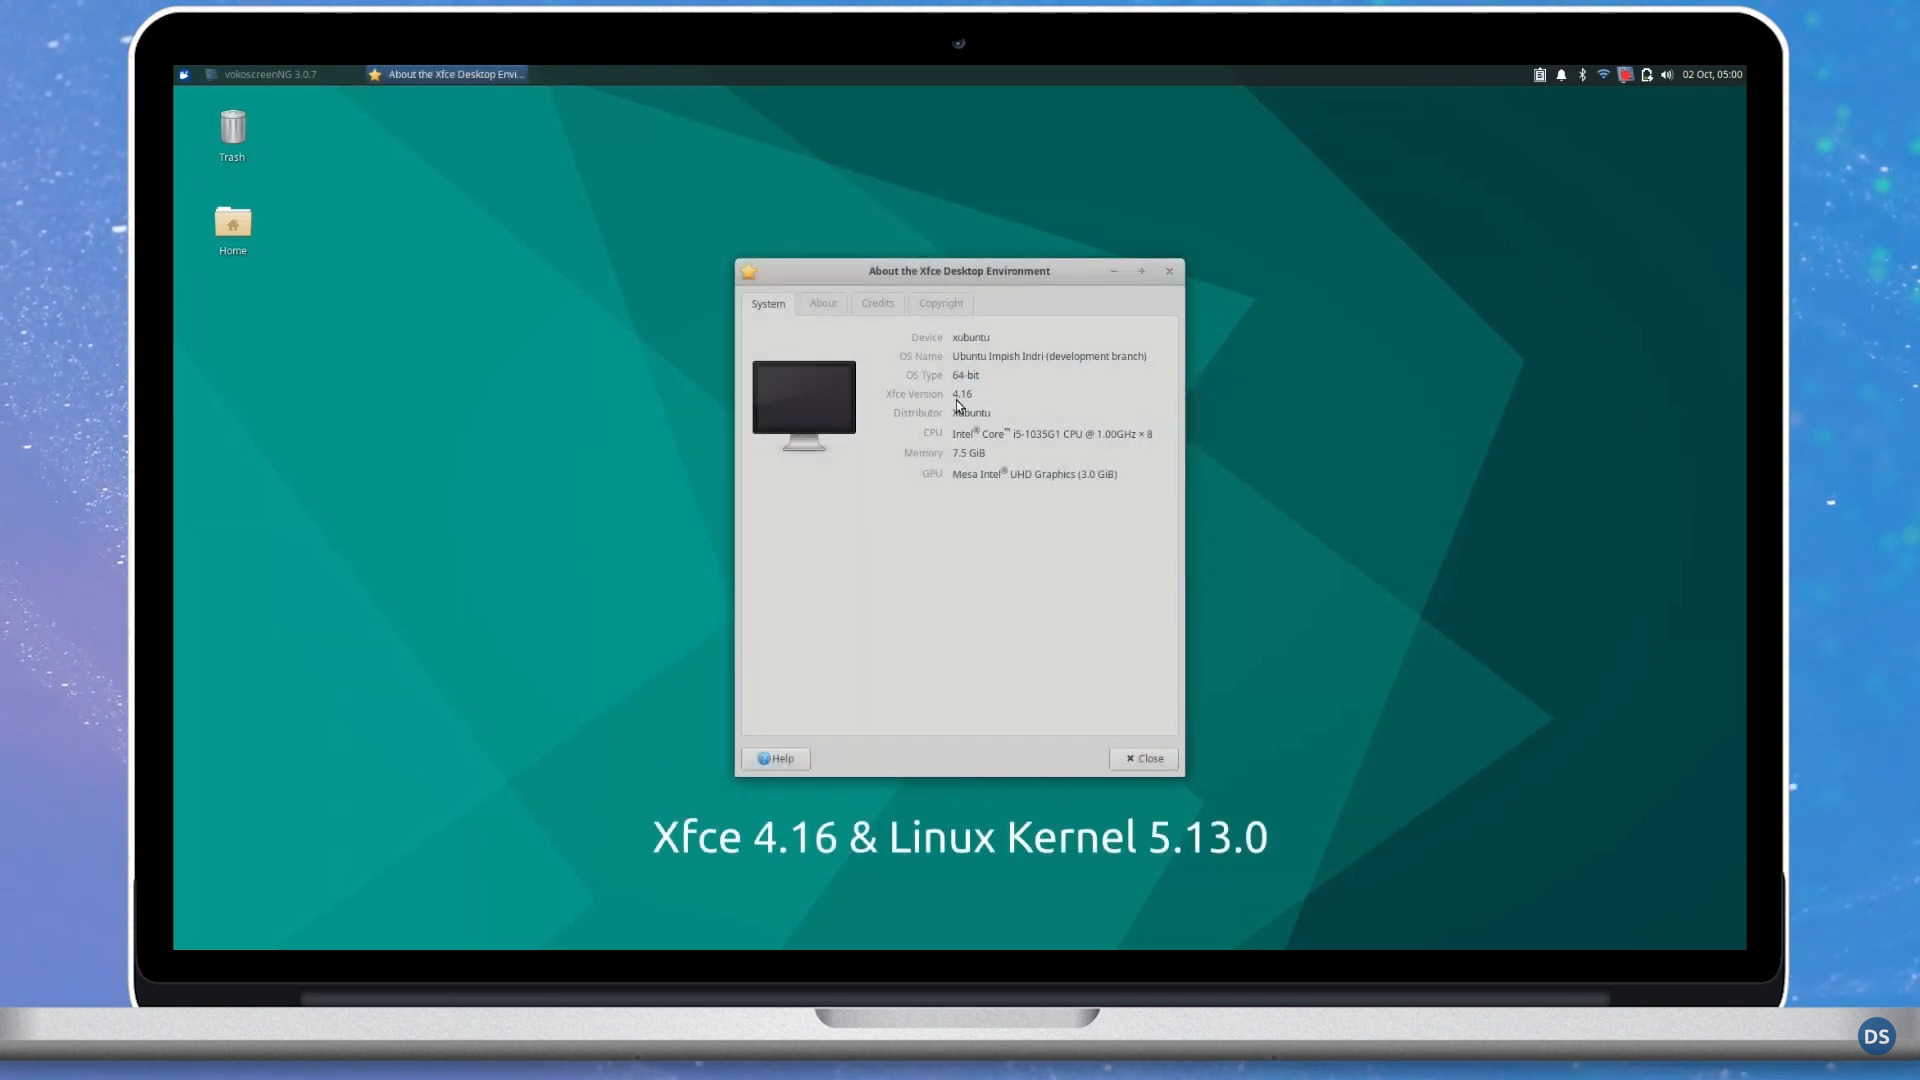 vokoscreenNG 3.0.7
About the Xfce Desktop Envi...
02 Oct, 05:00
Trash
Home
About the Xfce Desktop Environment
System About Credits Copyright
Device xubuntu
OS Name Ubuntu Impish Indri (development branch)
OS Type 64-bit
Xfce Version 4.16
Distributor Xubuntu
CPU Intel® Core™ i5-1035G1 CPU @ 1.00GHz × 8
Memory 7.5 GiB
GPU Mesa Intel® UHD Graphics (3.0 GiB)
Help
Close
Xfce 4.16 & Linux Kernel 5.13.0
DS